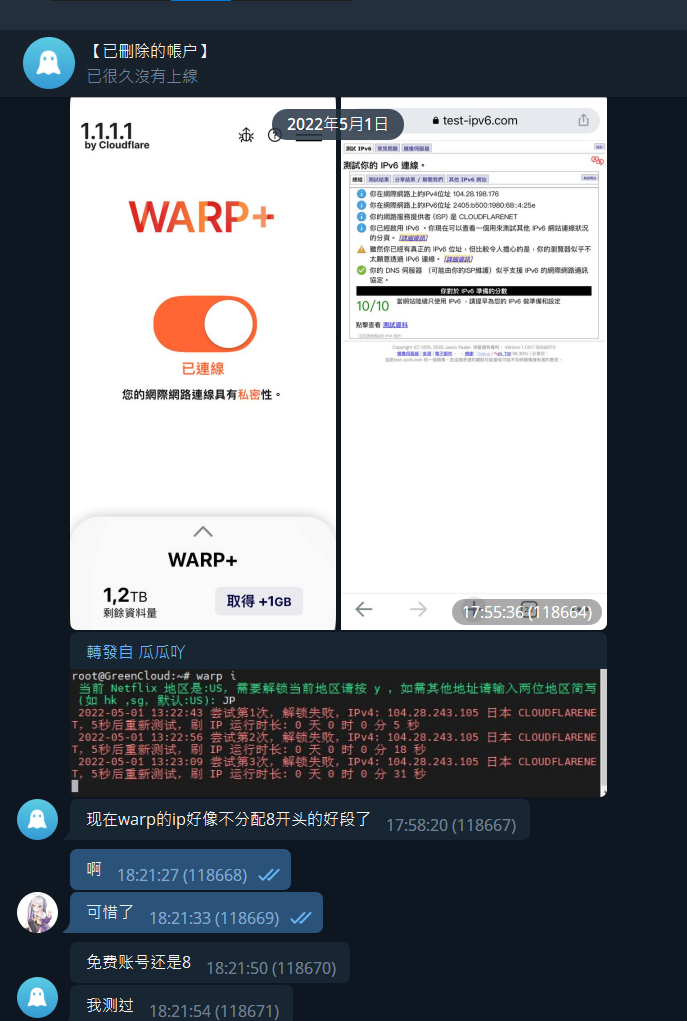 【已刪除的帳户】
已很久沒有上線
2022年5月1日
1.1.1.1
by Cloudflare
WARP+
已連線
您的網際網路連線具有私密性。
WARP+
1,2TB
剩餘資料量
取得 +1GB
test-ipv6.com
測試 IPv6 常見問題 鏡像伺服器
測試你的 IPv6 連線。
總結 測試結果 分享結果 / 聯繫我們 其他 IPv6 網站
你在網際網路上的IPv4位址 104.28.198.176
你在網際網路上的IPv6位址 2405:b500:1980:68::4:25e
你的網路服務提供者 (ISP) 是 CLOUDFLARENET
你已經啟用 IPv6 。你現在可以查看一個用來測試其他 IPv6 網站連線狀況
的分頁。 [詳細資訊]
雖然你已經有真正的 IPv6 位址，但比較令人擔心的是，你的瀏覽器似乎不
太願意透過 IPv6 連線。 [詳細資訊]
你的 DNS 伺服器 （可能由你的ISP維護）似乎支援 IPv6 的網際網路通訊
協定。
你對於 IPv6 準備的分數
10/10 當網站陸續只使用 IPv6 ，請提早為您的 IPv6 做準備和設定
點擊查看 測試資料
17:55:36 (118664)
轉發自 瓜瓜吖
root@GreenCloud:~# warp i
当前 Netflix 地区是:US，需要解锁当前地区请按 y , 如需其他地址请输入两位地区简写
(如 hk ,sg，默认:US): JP
2022-05-01 13:22:43 尝试第1次，解锁失败，IPv4: 104.28.243.105 日本 CLOUDFLARENE
T，5秒后重新测试，刷 IP 运行时长: 0 天 0 时 0 分 5 秒
2022-05-01 13:22:56 尝试第2次，解锁失败，IPv4: 104.28.243.105 日本 CLOUDFLARENE
T，5秒后重新测试，刷 IP 运行时长: 0 天 0 时 0 分 18 秒
2022-05-01 13:23:09 尝试第3次，解锁失败，IPv4: 104.28.243.105 日本 CLOUDFLARENE
T，5秒后重新测试，刷 IP 运行时长: 0 天 0 时 0 分 31 秒
现在warp的ip好像不分配8开头的好段了 17:58:20 (118667)
啊 18:21:27 (118668)
可惜了 18:21:33 (118669)
免费账号还是8 18:21:50 (118670)
我测过 18:21:54 (118671)